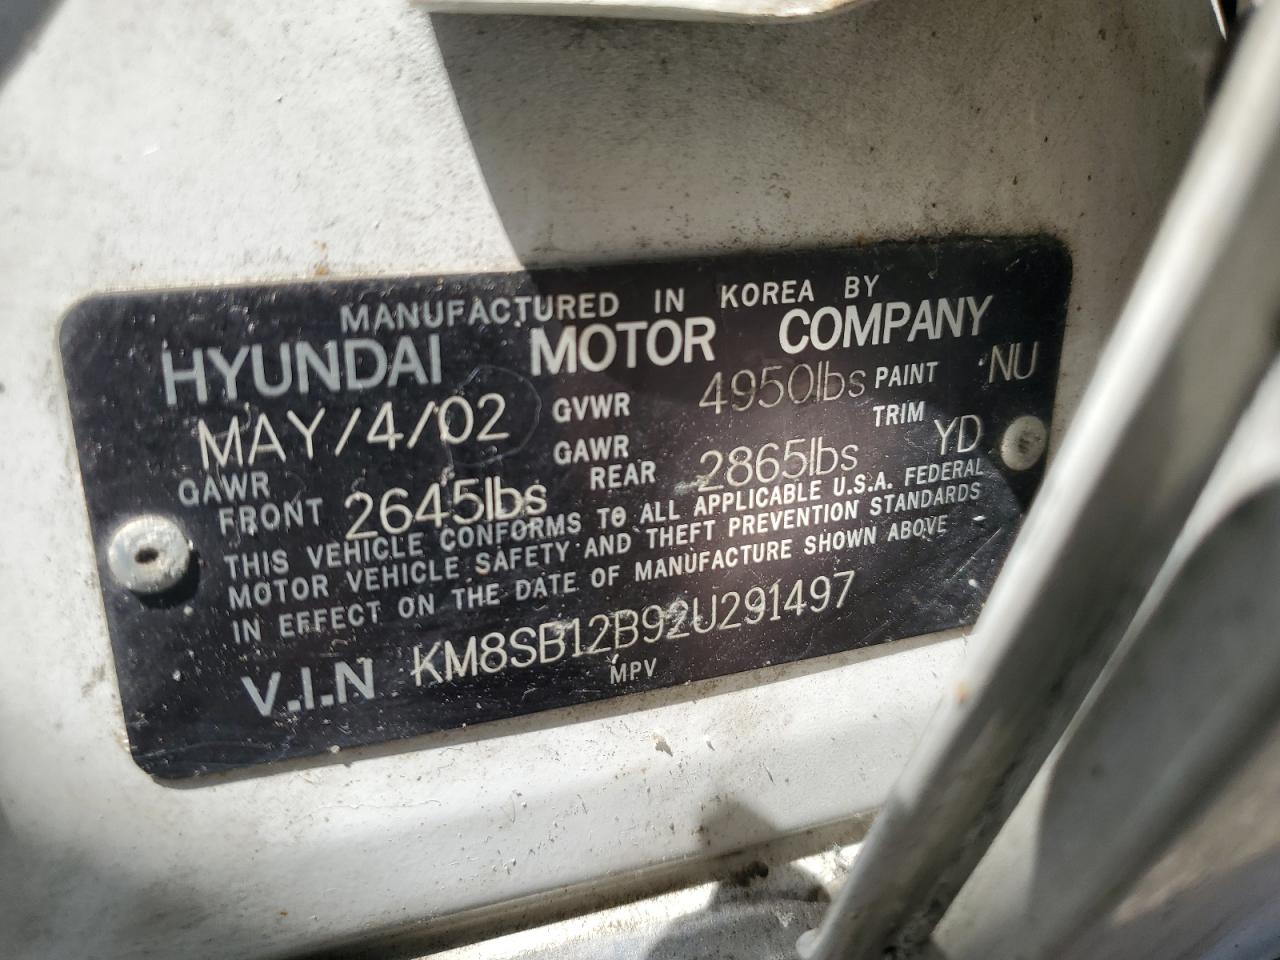 MANUFACTURED IN KOREA BY
HYUNDAI MOTOR COMPANY
MAY/4/02 GVWR 4950lbs PAINT NU
GAWR FRONT 2645lbs GAWR REAR 2865lbs TRIM YD
THIS VEHICLE CONFORMS TO ALL APPLICABLE U.S.A. FEDERAL
MOTOR VEHICLE SAFETY AND THEFT PREVENTION STANDARDS
IN EFFECT ON THE DATE OF MANUFACTURE SHOWN ABOVE
V.I.N KM8SB12B92U291497
MPV